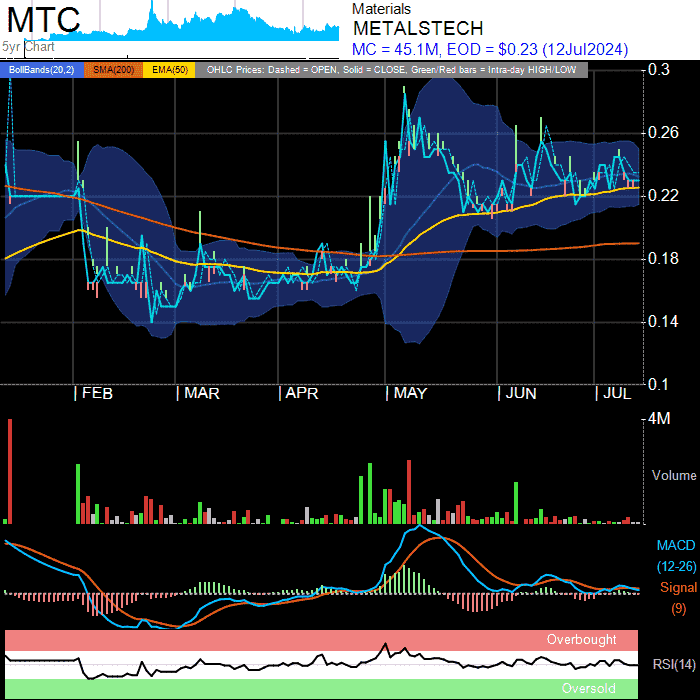 MTC
5yr Chart
Materials
METALSTECH
MC = 45.1M, EOD = $0.23 (12Jul2024)
BollBands(20,2) SMA(200) EMA(50) OHLC Prices: Dashed = OPEN, Solid = CLOSE, Green/Red bars = Intra-day HIGH/LOW
0.3
0.26
0.22
0.18
0.14
0.1
| FEB | MAR | APR | MAY | JUN | JUL
4M
Volume
MACD
(12-26)
Signal
(9)
Overbought
RSI(14)
Oversold